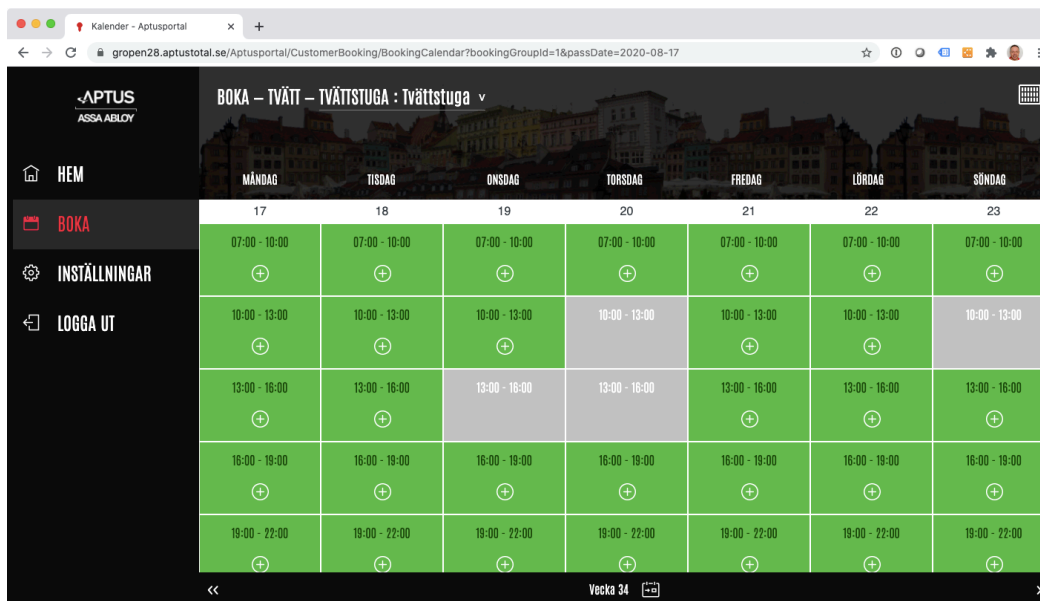 Kalender - Aptusportal
gropen28.aptustotal.se/Aptusportal/CustomerBooking/BookingCalendar?bookingGroupId=1&passDate=2020-08-17
APTUS
ASSA ABLOY
BOKA – TVÄTT – TVÄTTSTUGA : Tvättstuga
HEM
BOKA
INSTÄLLNINGAR
LOGGA UT
MÅNDAG TISDAG ONSDAG TORSDAG FREDAG LÖRDAG SÖNDAG
17 18 19 20 21 22 23
07:00 - 10:00 07:00 - 10:00 07:00 - 10:00 07:00 - 10:00 07:00 - 10:00 07:00 - 10:00 07:00 - 10:00
10:00 - 13:00 10:00 - 13:00 10:00 - 13:00 10:00 - 13:00 10:00 - 13:00 10:00 - 13:00 10:00 - 13:00
13:00 - 16:00 13:00 - 16:00 13:00 - 16:00 13:00 - 16:00 13:00 - 16:00 13:00 - 16:00 13:00 - 16:00
16:00 - 19:00 16:00 - 19:00 16:00 - 19:00 16:00 - 19:00 16:00 - 19:00 16:00 - 19:00 16:00 - 19:00
19:00 - 22:00 19:00 - 22:00 19:00 - 22:00 19:00 - 22:00 19:00 - 22:00 19:00 - 22:00 19:00 - 22:00
Vecka 34